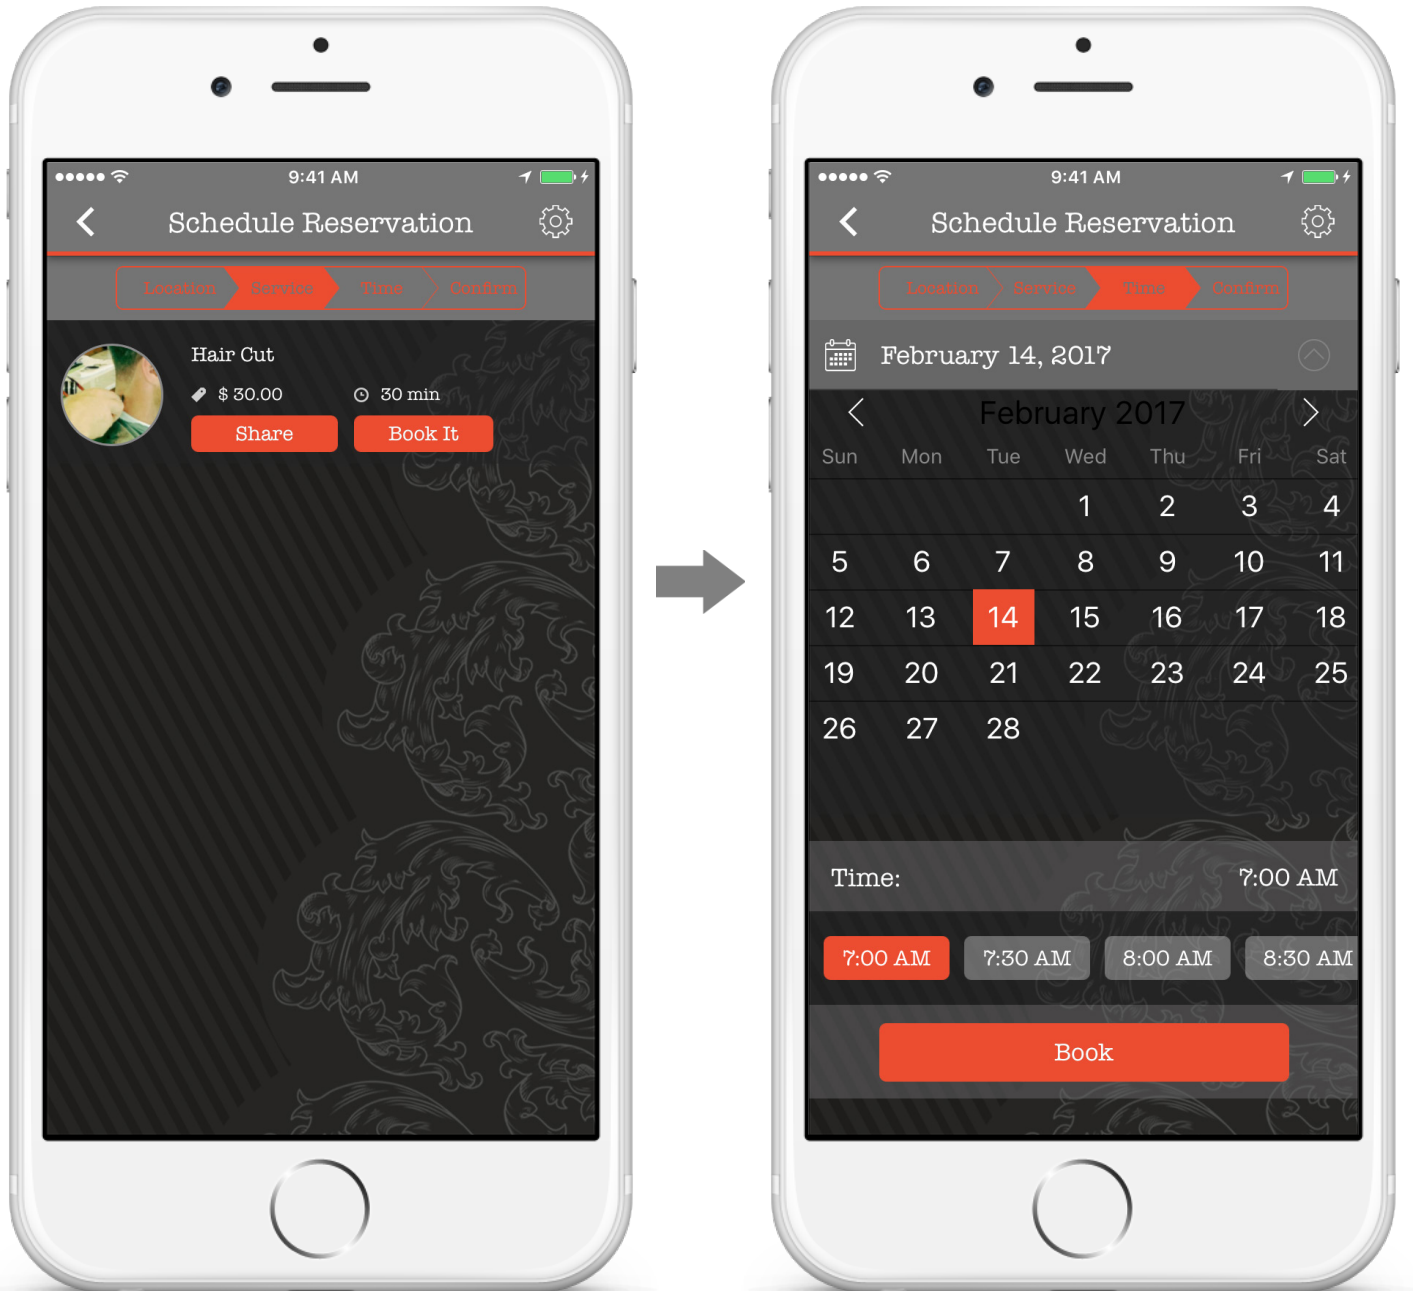 9:41 AM
Schedule Reservation
Location Service Time Confirm
Hair Cut
$ 30.00 30 min
Share Book It
9:41 AM
Schedule Reservation
Location Service Time Confirm
February 14, 2017
February 2017
Sun Mon Tue Wed Thu Fri Sat
1 2 3 4
5 6 7 8 9 10 11
12 13 14 15 16 17 18
19 20 21 22 23 24 25
26 27 28
Time: 7:00 AM
7:00 AM 7:30 AM 8:00 AM 8:30 AM
Book